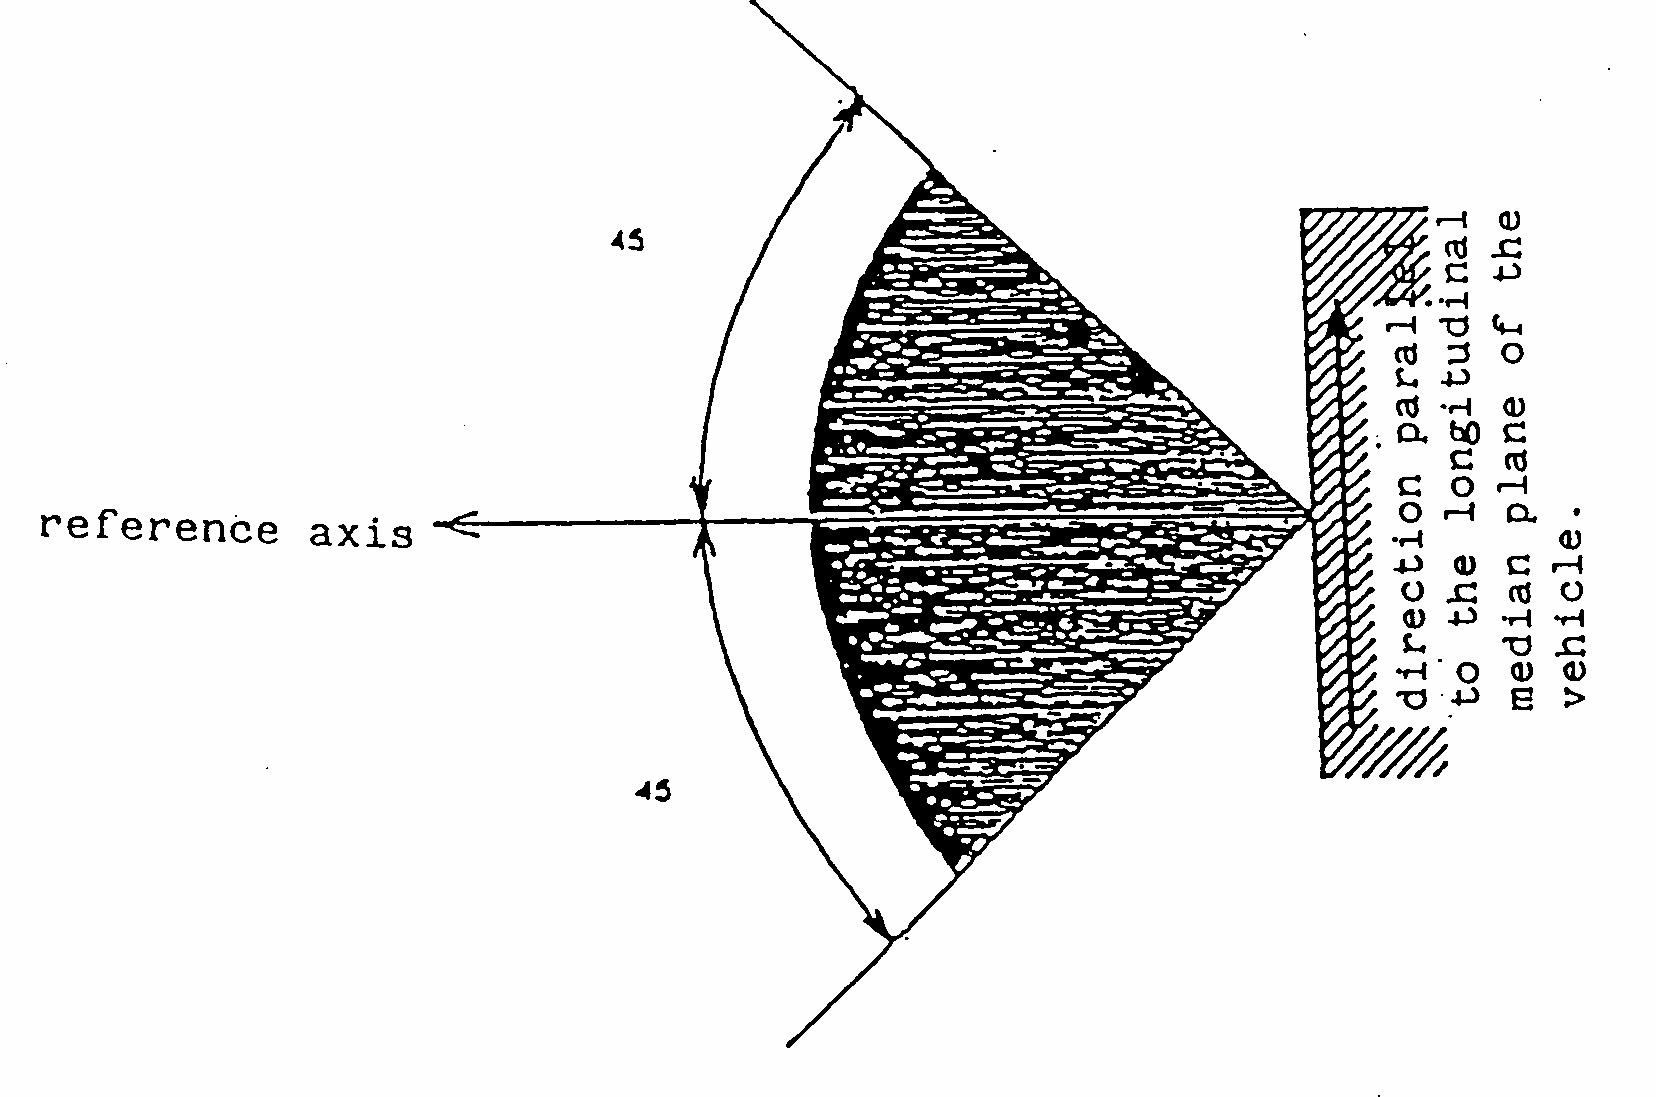 45
reference axis
45
direction parallel
to the longitudinal
median plane of the
vehicle.